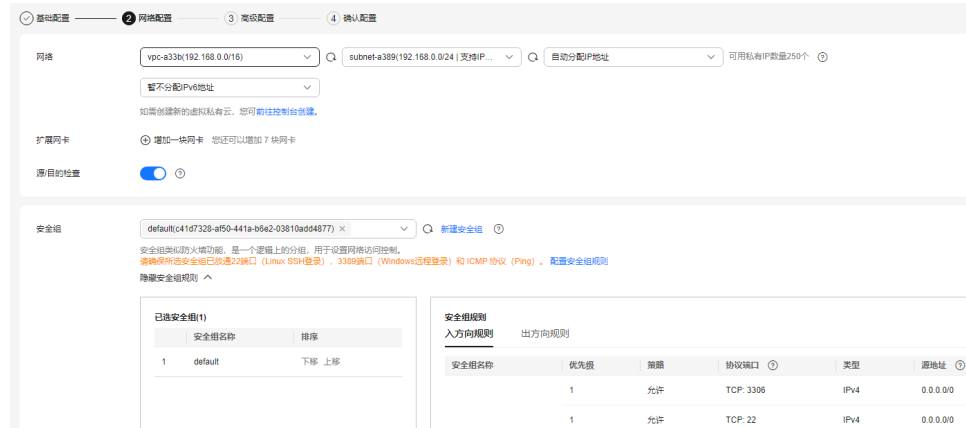 基础配置 2 网络配置 3 高级配置 4 确认配置
网络 vpc-a33b(192.168.0.0/16) subnet-a389(192.168.0.0/24 | 支持IP... 自动分配IP地址 可用私有IP数量250个 ?
暂不分配IPv6地址
如需创建新的虚拟私有云，您可前往控制台创建。
扩展网卡 增加一块网卡 您还可以增加 7 块网卡
源/目的检查 ?
安全组 default(c41d7328-af50-441a-b6e2-03810add4877) × 新建安全组 ?
安全组类似防火墙功能，是一个逻辑上的分组，用于设置网络访问控制。
请确保所选安全组已放通22端口（Linux SSH登录），3389端口（Windows远程登录）和 ICMP 协议（Ping）。 配置安全组规则
隐藏安全组规则
已选安全组(1) 安全组规则
入方向规则 出方向规则
安全组名称 排序 安全组名称 优先级 策略 协议端口 ? 类型 源地址 ?
1 default 下移 上移
1 允许 TCP: 3306 IPv4 0.0.0.0/0
1 允许 TCP: 22 IPv4 0.0.0.0/0